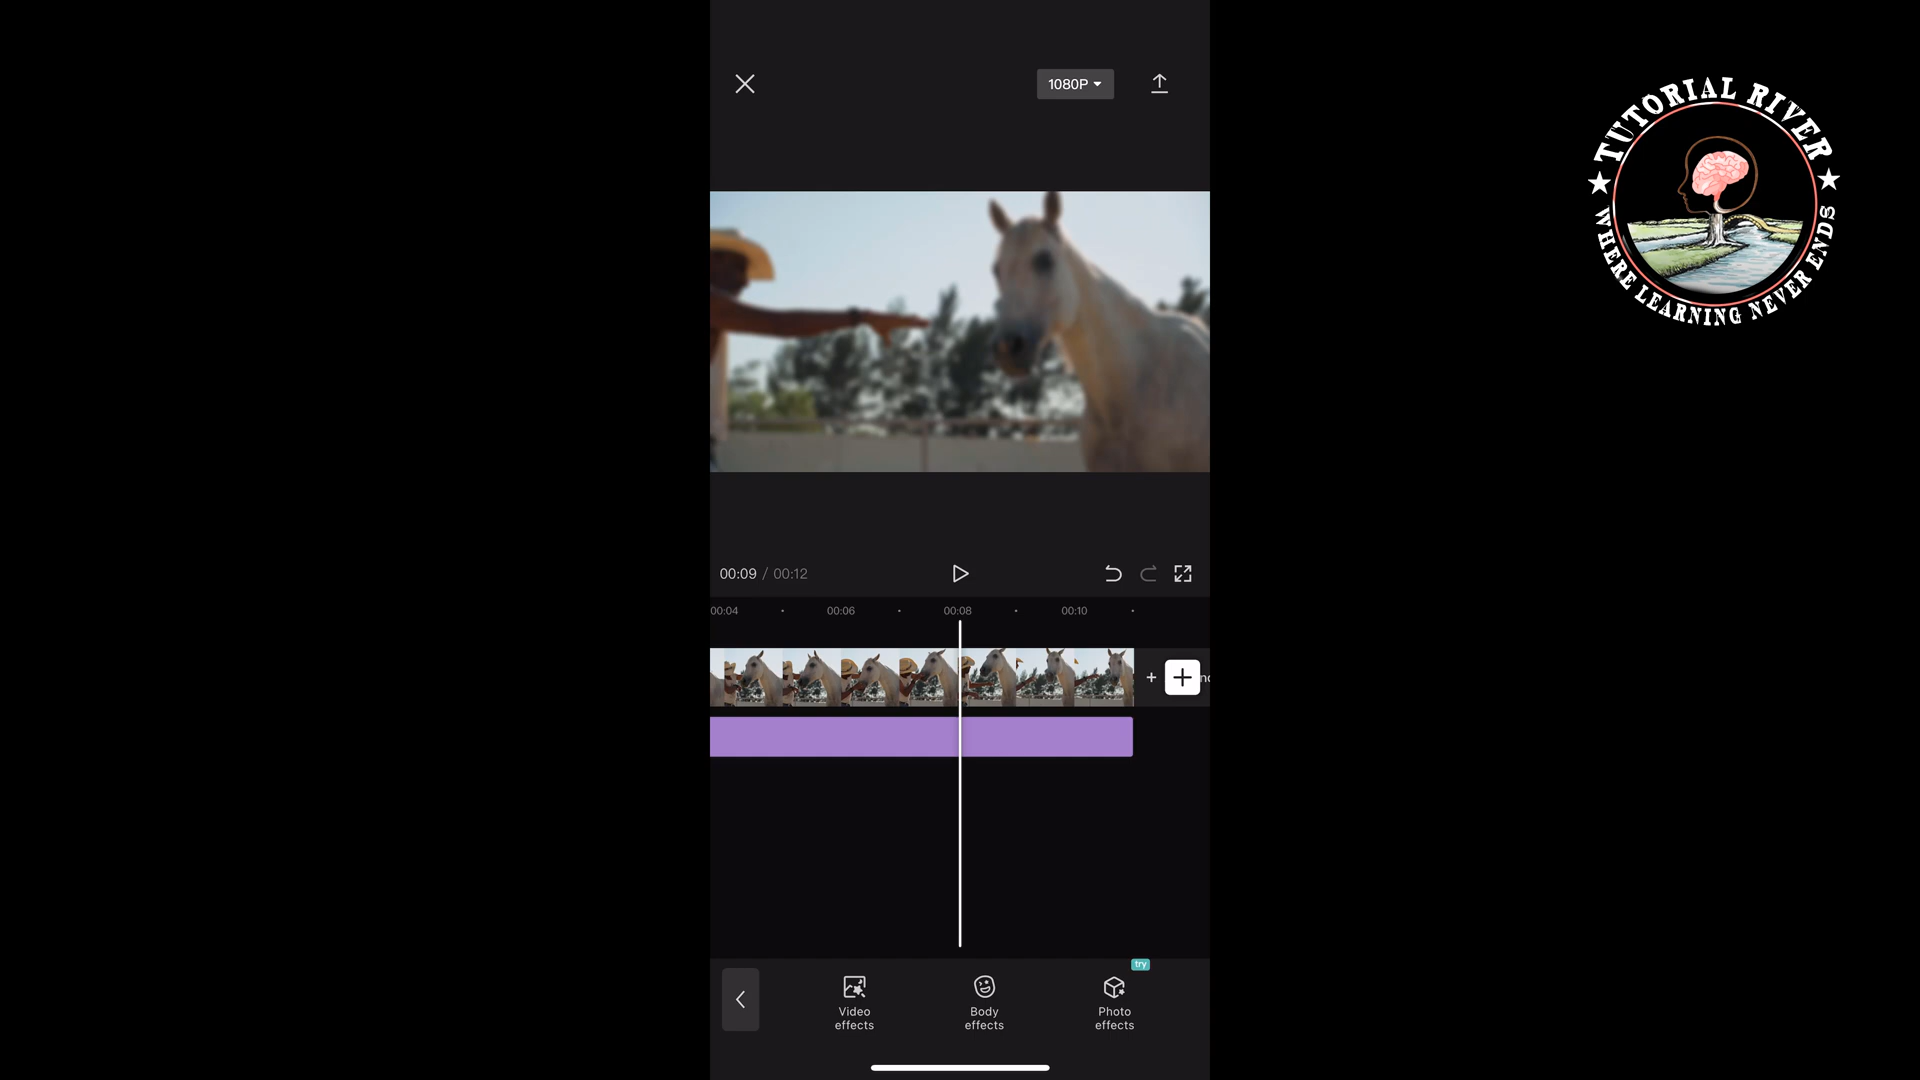 1080P
TUTORIAL RIVER
WHERE LEARNING NEVER ENDS
00:09 / 00:12
00:04 00:06 00:08 00:10
try
Video effects
Body effects
Photo effects